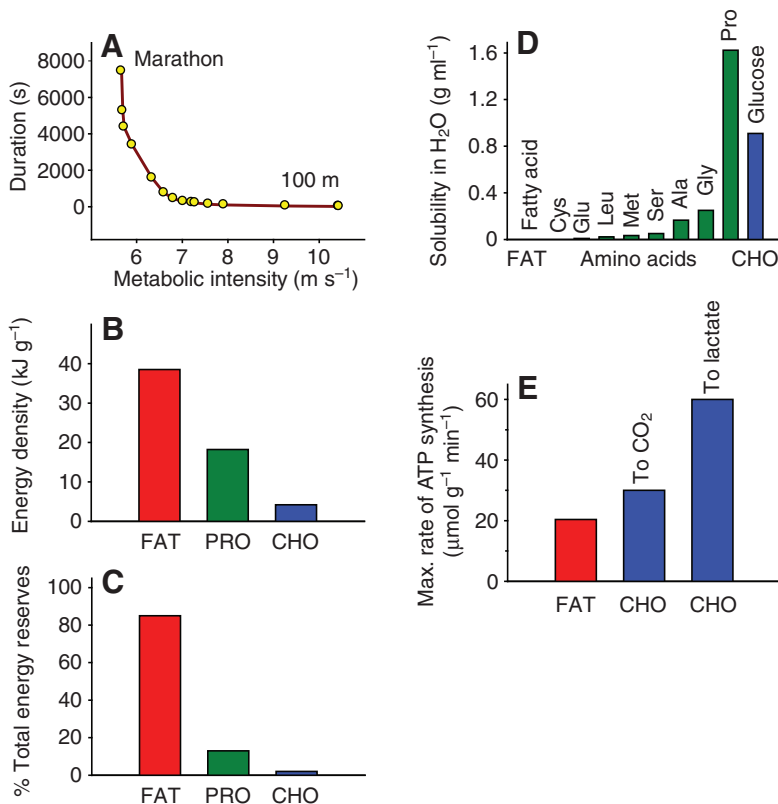 A
Marathon
100 m
Duration (s)
8000
6000
4000
2000
0
6
7
8
9
10
Metabolic intensity (m s⁻¹)
B
Energy density (kJ g⁻¹)
40
30
20
10
0
FAT PRO CHO
C
% Total energy reserves
100
80
60
40
20
0
FAT PRO CHO
D
Solubility in H₂O (g ml⁻¹)
1.6
1.2
0.8
0.4
0
Fatty acid
Cys
Glu
Leu
Met
Ser
Ala
Gly
Pro
Glucose
FAT Amino acids CHO
E
Max. rate of ATP synthesis
(μmol g⁻¹ min⁻¹)
60
40
20
0
To CO₂
To lactate
FAT CHO CHO